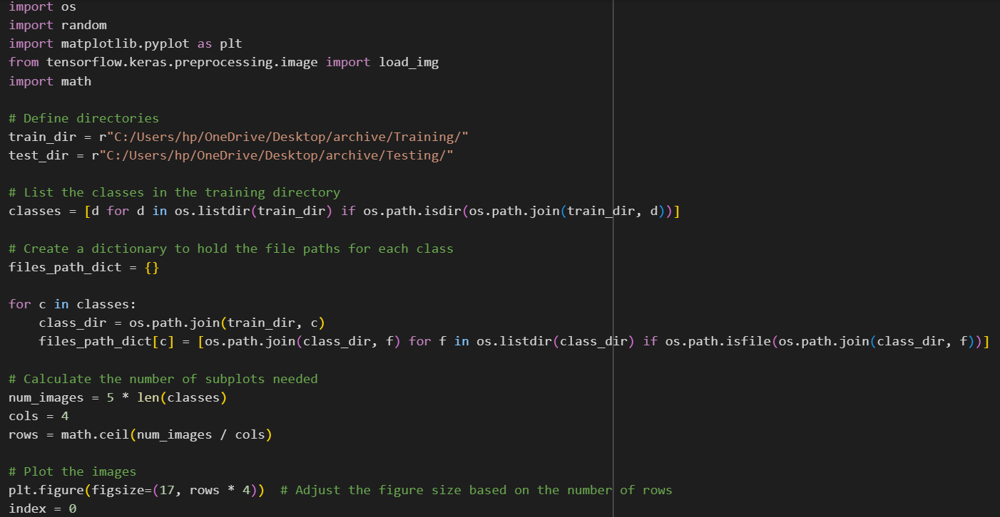 import os
import random
import matplotlib.pyplot as plt
from tensorflow.keras.preprocessing.image import load_img
import math

# Define directories
train_dir = r"C:/Users/hp/OneDrive/Desktop/archive/Training/"
test_dir = r"C:/Users/hp/OneDrive/Desktop/archive/Testing/"

# List the classes in the training directory
classes = [d for d in os.listdir(train_dir) if os.path.isdir(os.path.join(train_dir, d))]

# Create a dictionary to hold the file paths for each class
files_path_dict = {}

for c in classes:
    class_dir = os.path.join(train_dir, c)
    files_path_dict[c] = [os.path.join(class_dir, f) for f in os.listdir(class_dir) if os.path.isfile(os.path.join(class_dir, f))]

# Calculate the number of subplots needed
num_images = 5 * len(classes)
cols = 4
rows = math.ceil(num_images / cols)

# Plot the images
plt.figure(figsize=(17, rows * 4))  # Adjust the figure size based on the number of rows
index = 0